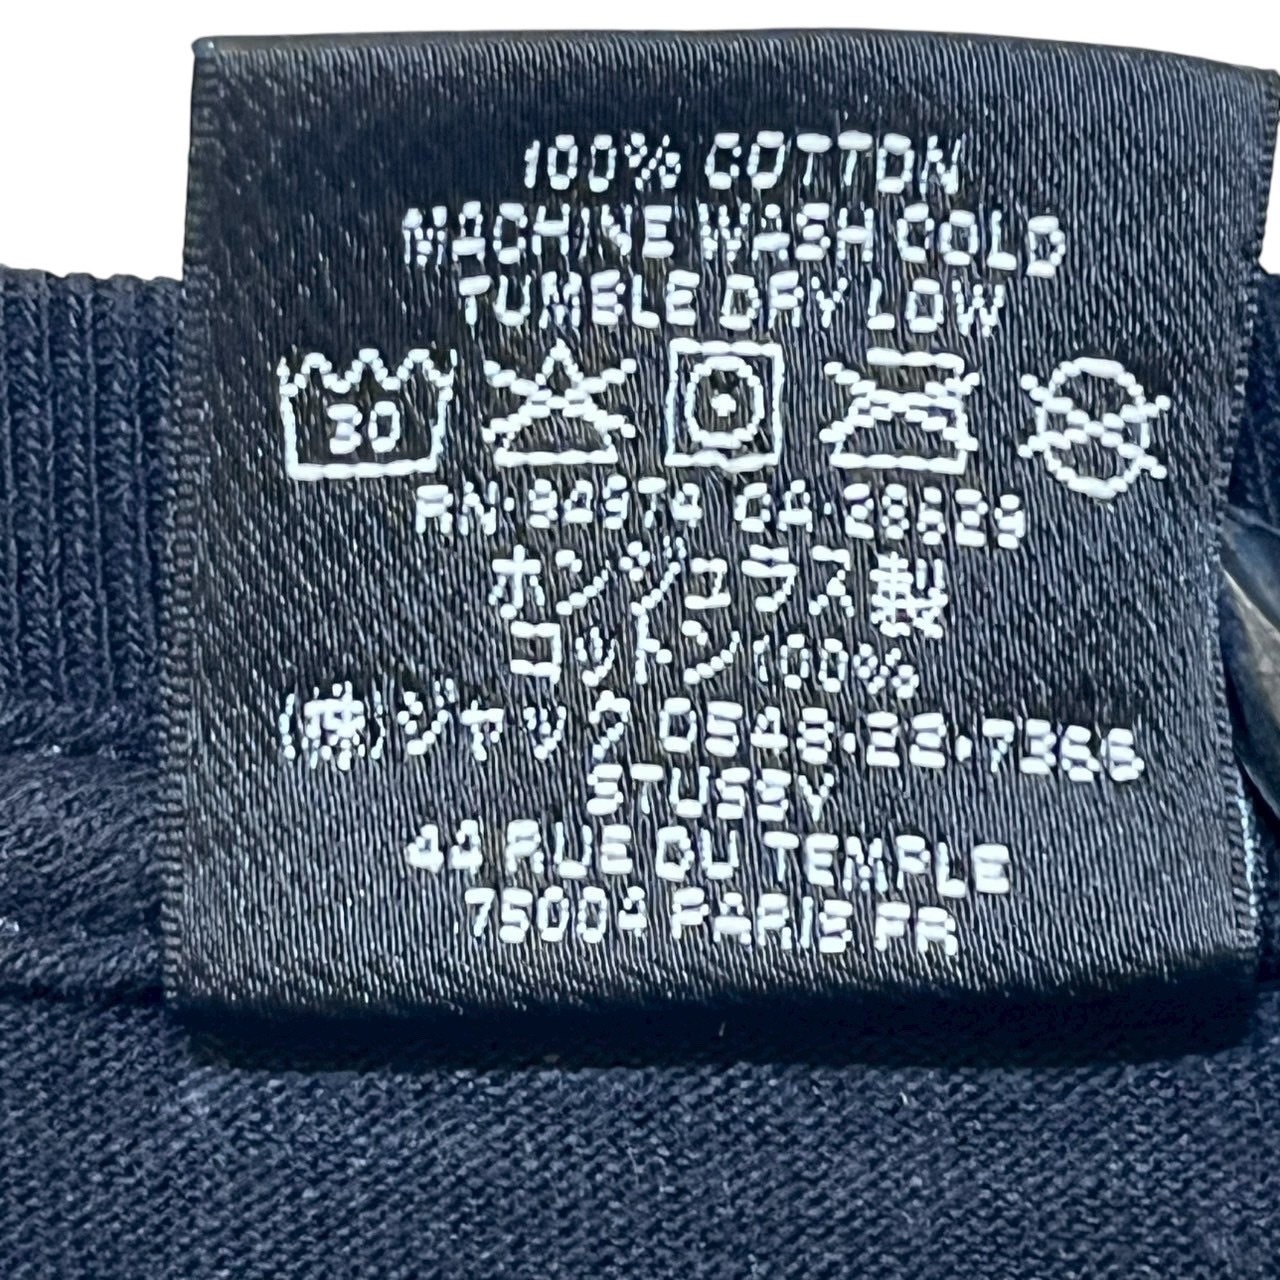 100% COTTON
MACHINE WASH COLD
TUMBLE DRY LOW
30
RN·94974 CA·28529
ホンジュラス製
コットン100%
(株)ジャック 0548·22·7366
STUSSY
44 RUE DU TEMPLE
75004 PARIS FR